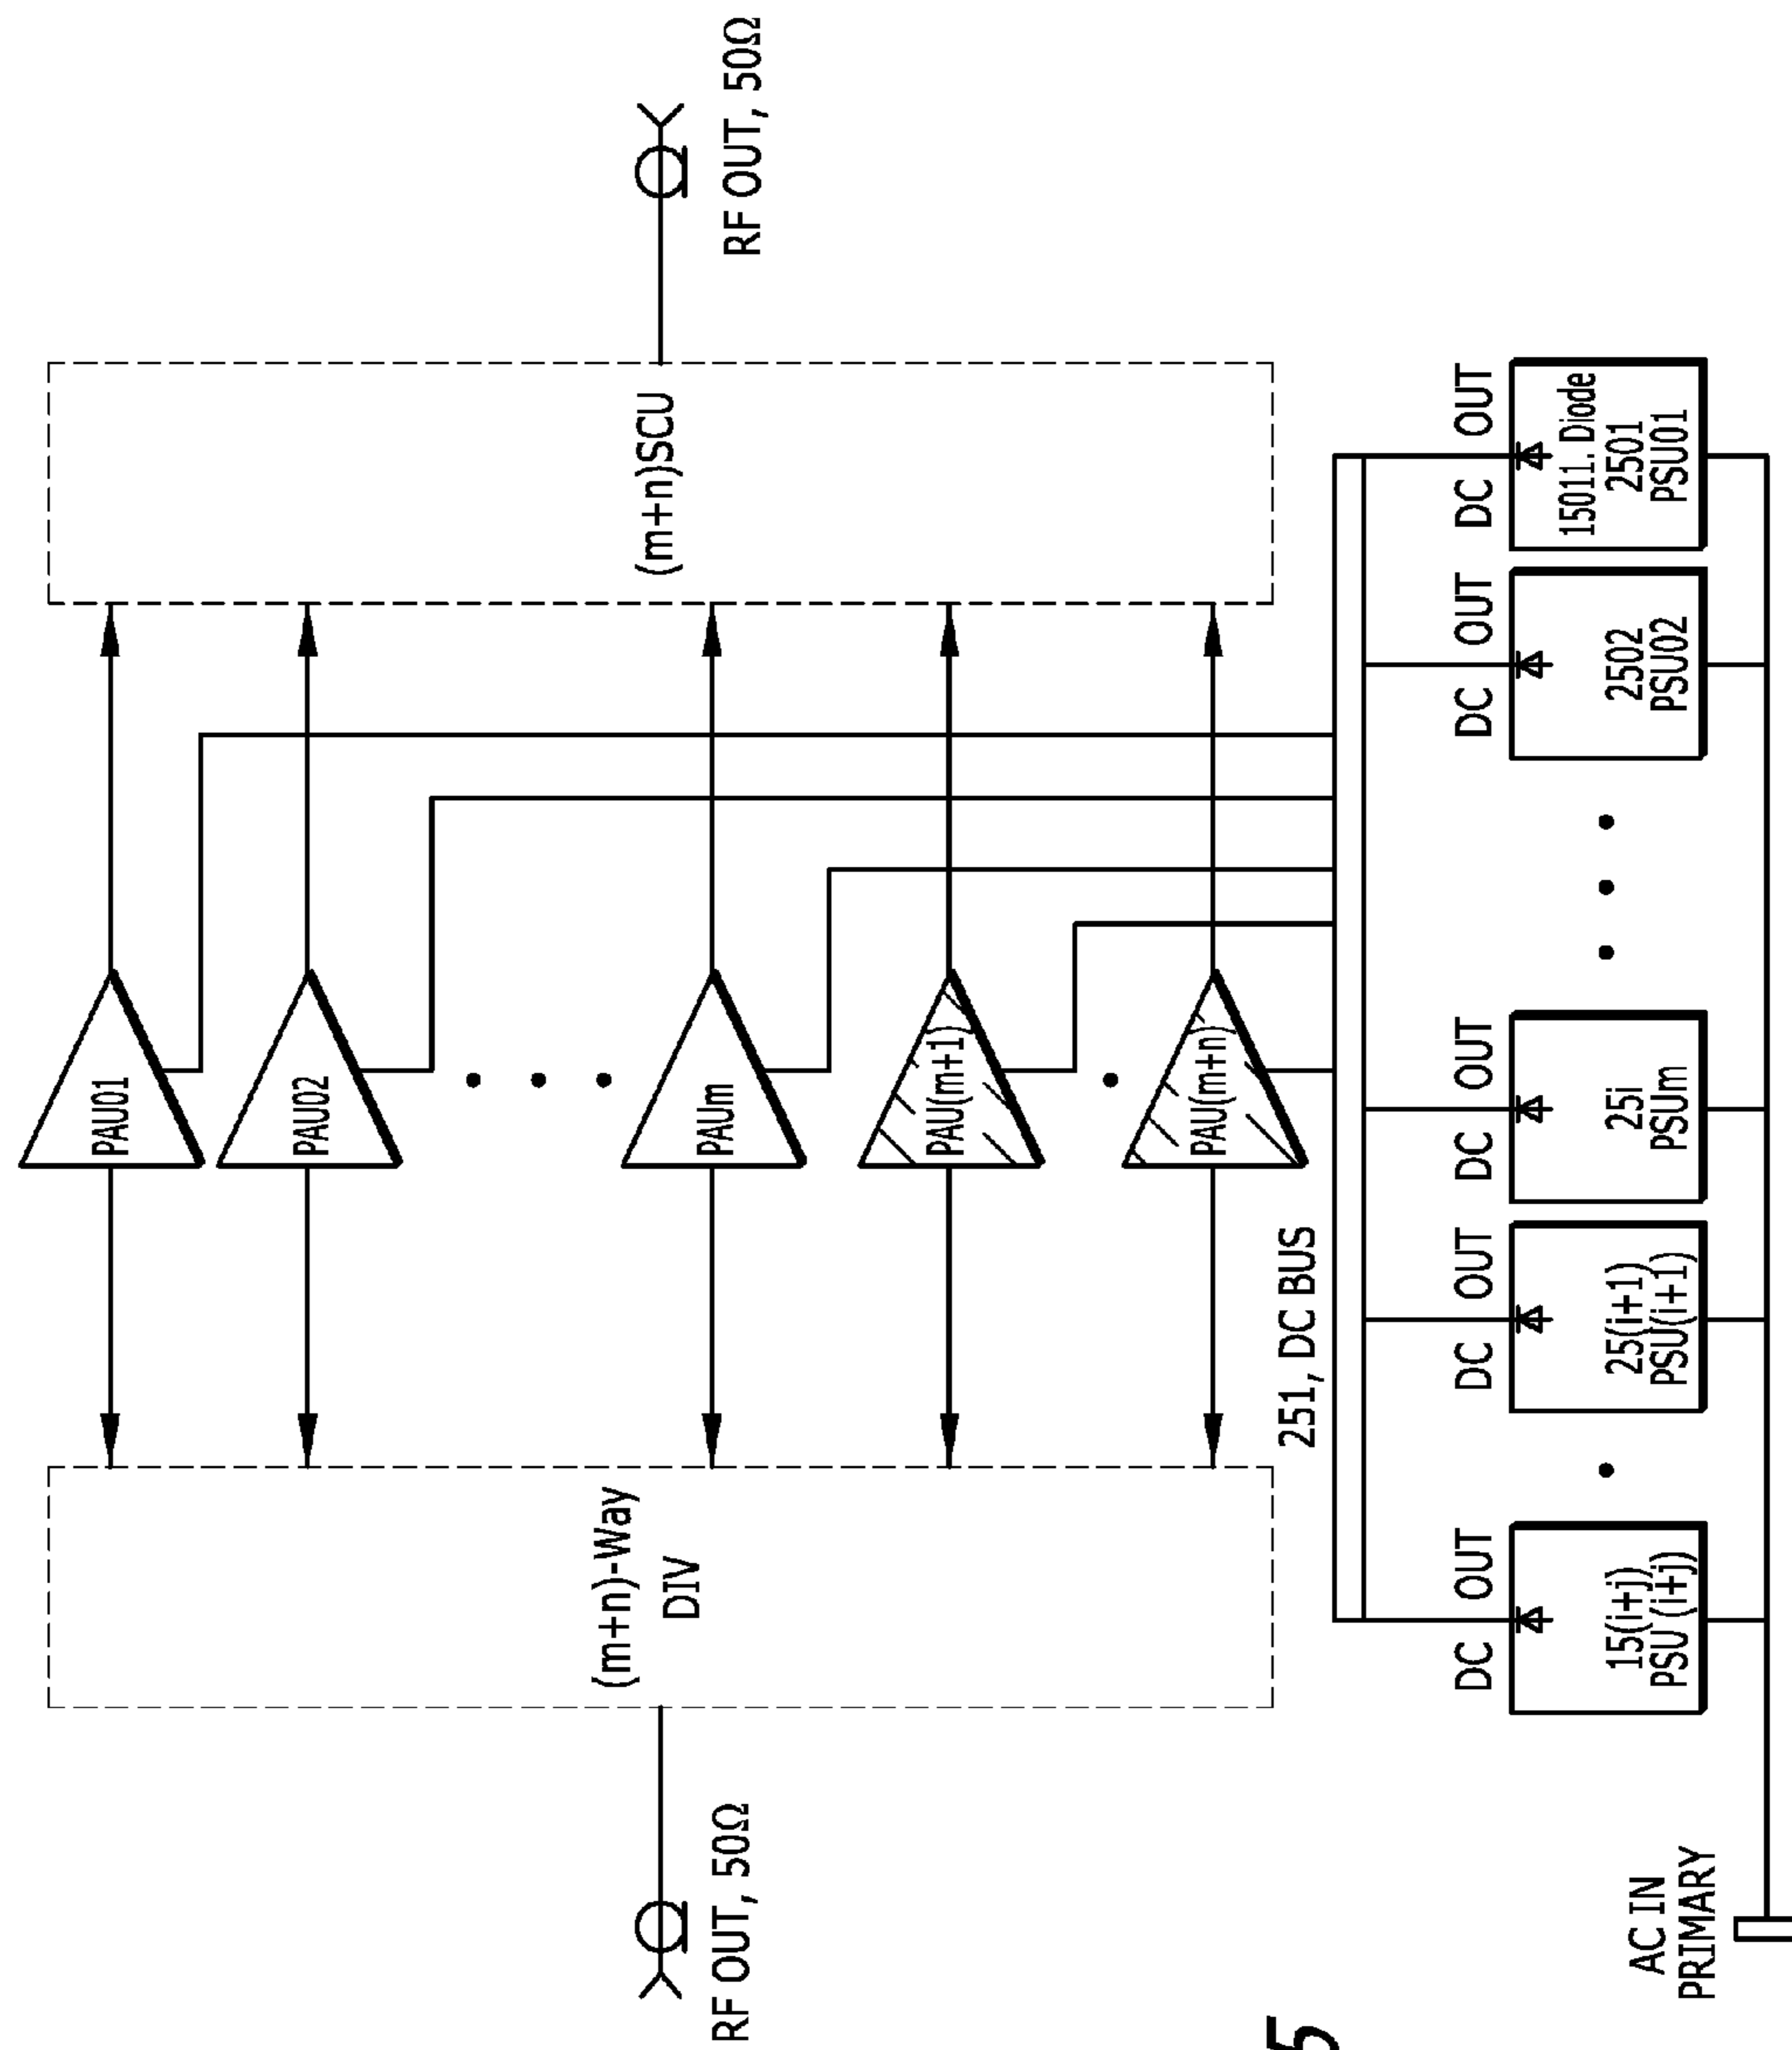 RF OUT, 50Ω
(m+n)-Way
DIV
PAU01
PAU02
PAUm
PAU(m+1)
PAU(m+n)
(m+n)SCU
RF OUT, 50Ω
251, DC BUS
DC OUT
DC OUT
DC OUT
DC OUT
DC OUT
15(i+j)
PSU (i+j)
25(i+1)
PSU(i+1)
25i
PSUm
2502
PSU02
15011. Diode
2501
PSU01
AC IN
PRIMARY
5